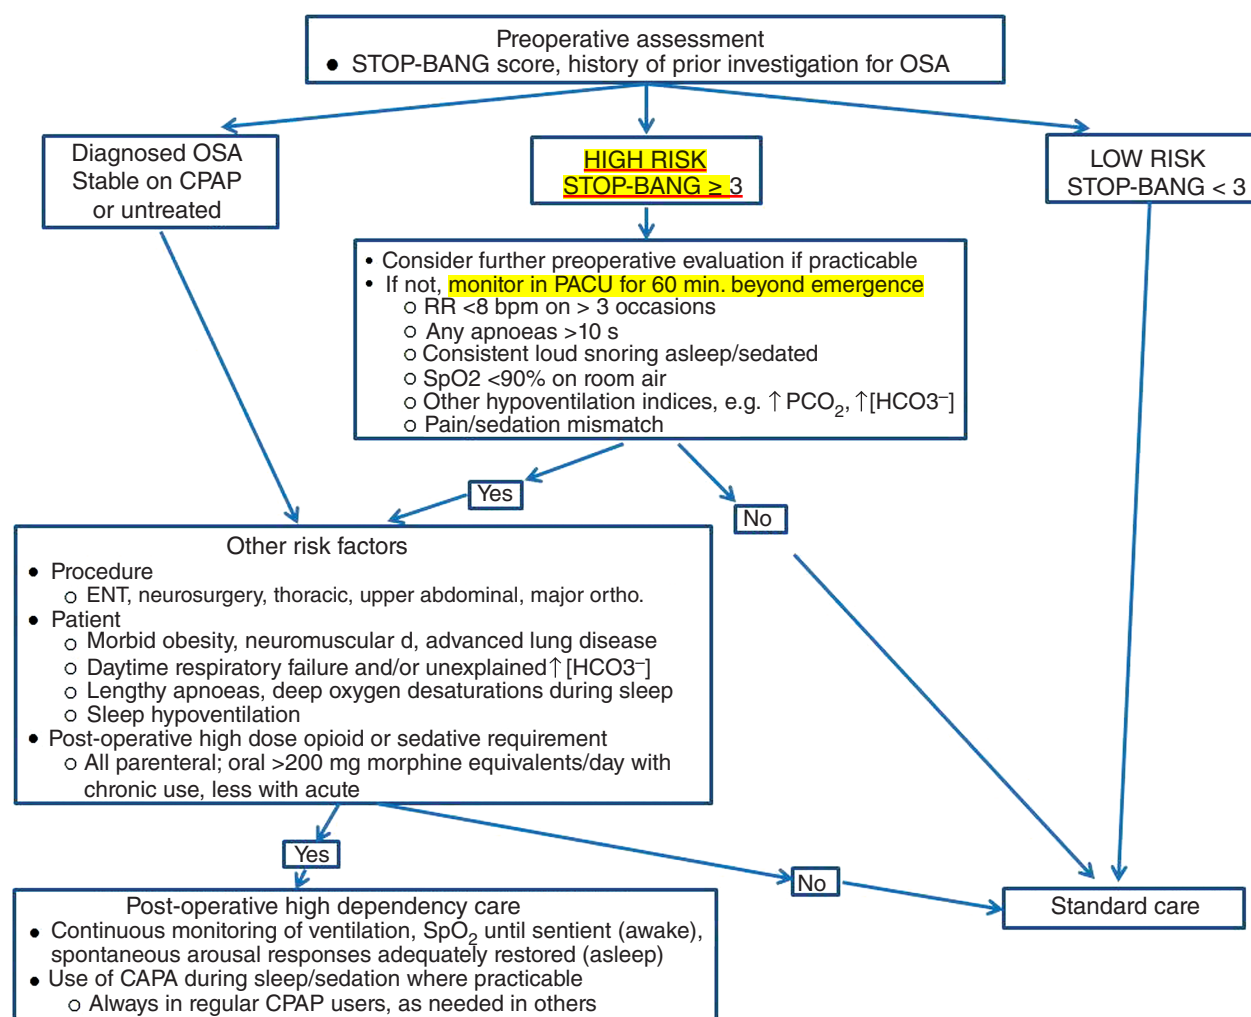 Preoperative assessment
● STOP-BANG score, history of prior investigation for OSA
Diagnosed OSA
Stable on CPAP
or untreated
HIGH RISK
STOP-BANG ≥ 3
LOW RISK
STOP-BANG < 3
• Consider further preoperative evaluation if practicable
• If not, monitor in PACU for 60 min. beyond emergence
○ RR <8 bpm on > 3 occasions
○ Any apnoeas >10 s
○ Consistent loud snoring asleep/sedated
○ SpO2 <90% on room air
○ Other hypoventilation indices, e.g. ↑ PCO₂, ↑[HCO3⁻]
○ Pain/sedation mismatch
Yes
No
Other risk factors
● Procedure
○ ENT, neurosurgery, thoracic, upper abdominal, major ortho.
● Patient
○ Morbid obesity, neuromuscular d, advanced lung disease
○ Daytime respiratory failure and/or unexplained ↑ [HCO3⁻]
○ Lengthy apnoeas, deep oxygen desaturations during sleep
○ Sleep hypoventilation
● Post-operative high dose opioid or sedative requirement
○ All parenteral; oral >200 mg morphine equivalents/day with
chronic use, less with acute
Yes
No
Post-operative high dependency care
● Continuous monitoring of ventilation, SpO₂ until sentient (awake),
spontaneous arousal responses adequately restored (asleep)
● Use of CAPA during sleep/sedation where practicable
○ Always in regular CPAP users, as needed in others
Standard care